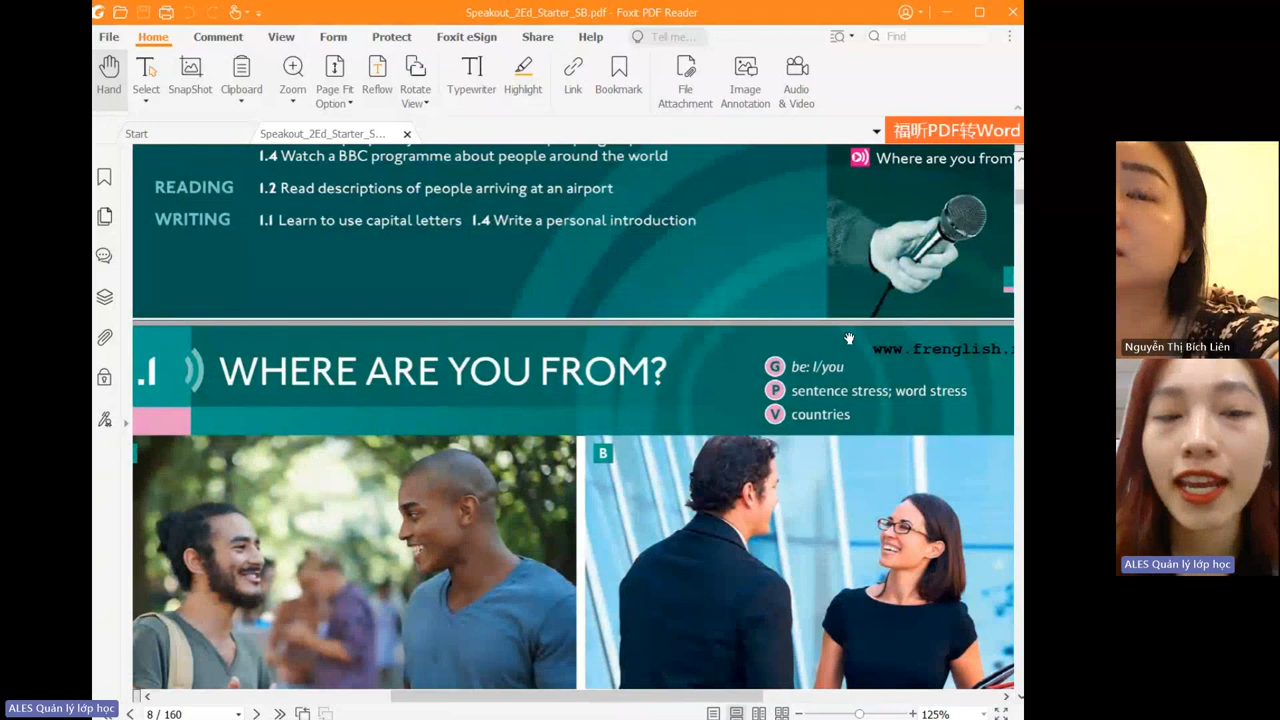 Speakout_2Ed_Starter_SB.pdf - Foxit PDF Reader
File Home Comment View Form Protect Foxit eSign Share Help Tell me... Find
Hand Select SnapShot Clipboard Zoom Page Fit Option Reflow Rotate View Typewriter Highlight Link Bookmark File Attachment Image Annotation Audio & Video
Start Speakout_2Ed_Starter_S... 福昕PDF转Word
1.4 Watch a BBC programme about people around the world
Where are you from
READING 1.2 Read descriptions of people arriving at an airport
WRITING 1.1 Learn to use capital letters 1.4 Write a personal introduction
www.frenglish.
.1 WHERE ARE YOU FROM?
G be: I/you
P sentence stress; word stress
V countries
B
Nguyễn Thị Bích Liên
ALES Quản lý lớp học
ALES Quản lý lớp học
8 / 160
125%